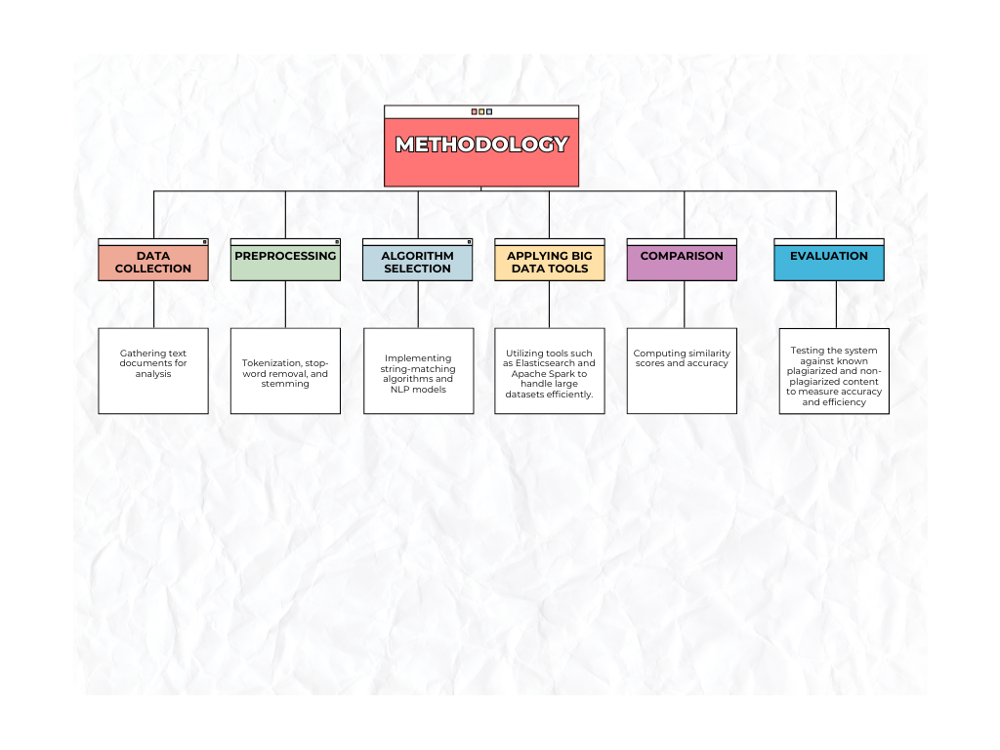 METHODOLOGY
DATA
COLLECTION
PREPROCESSING
ALGORITHM
SELECTION
APPLYING BIG
DATA TOOLS
COMPARISON
EVALUATION
Gathering text
documents for
analysis
Tokenization, stop-
word removal, and
stemming
Implementing
string-matching
algorithms and
NLP models
Utilizing tools such
as Elasticsearch and
Apache Spark to
handle large
datasets efficiently.
Computing similarity
scores and accuracy
Testing the system
against known
plagiarized and non-
plagiarized content
to measure accuracy
and efficiency